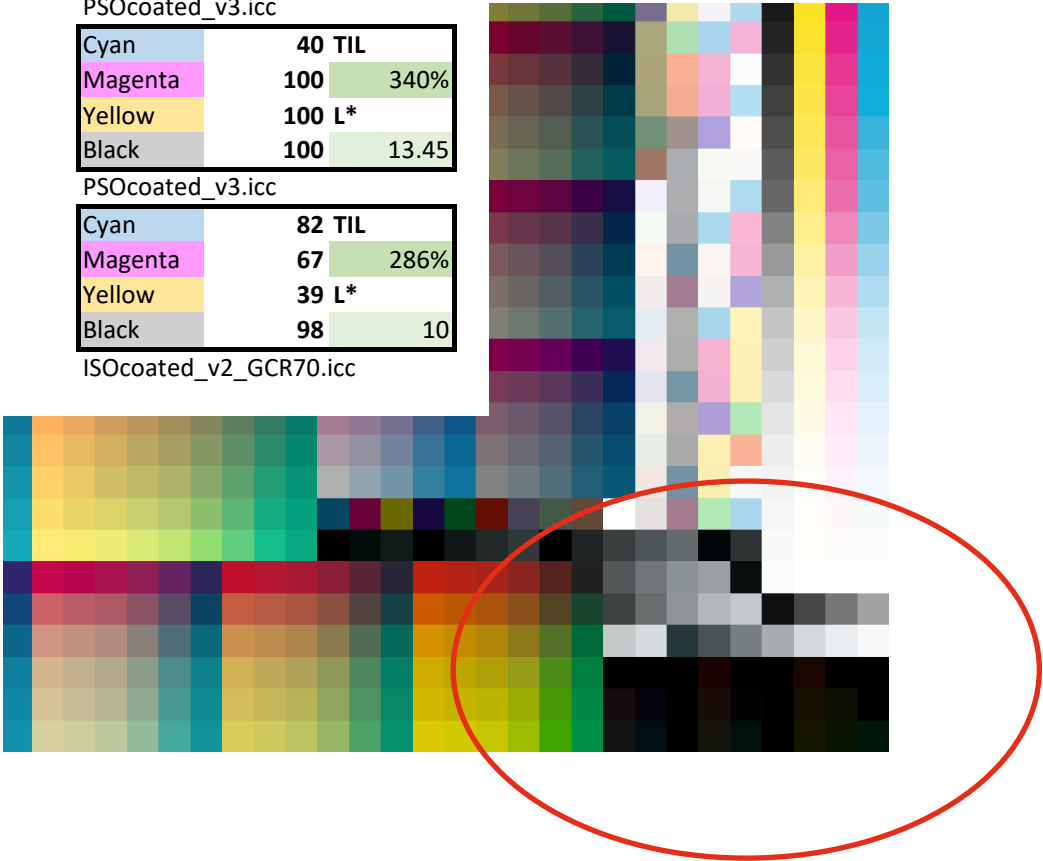 PSOcoated_v3.icc
Cyan 40 TIL
Magenta 100 340%
Yellow 100 L*
Black 100 13.45
PSOcoated_v3.icc
Cyan 82 TIL
Magenta 67 286%
Yellow 39 L*
Black 98 10
ISOcoated_v2_GCR70.icc